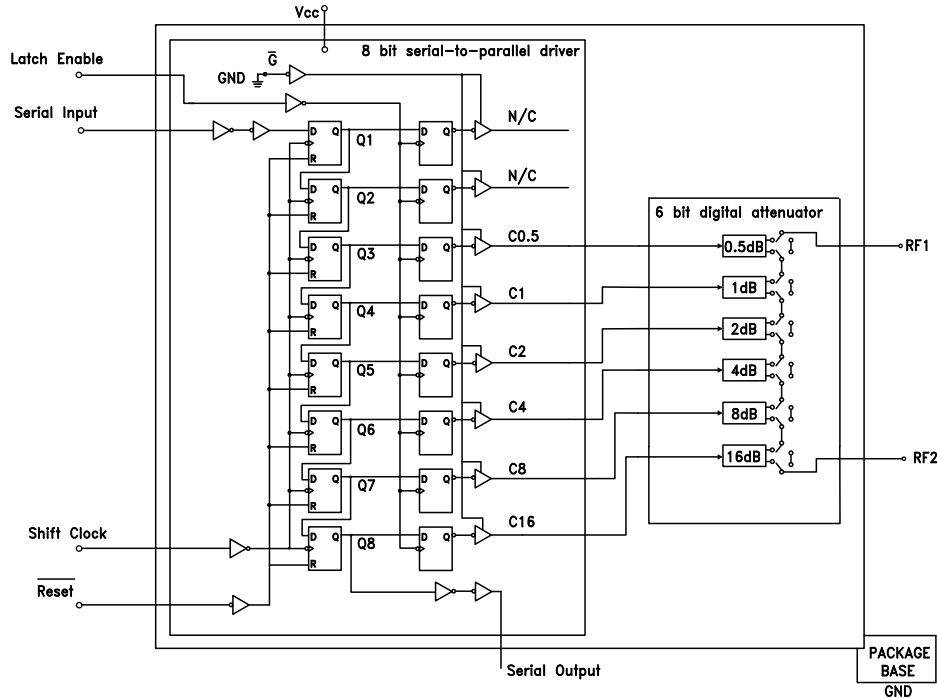 Vcc
8 bit serial-to-parallel driver
Latch Enable
G
GND
Serial Input
N/C
D Q
Q1
R
D Q
N/C
D Q
Q2
R
D Q
6 bit digital attenuator
C0.5
D Q
Q3
R
D Q
0.5dB
RF1
C1
D Q
Q4
R
D Q
1dB
C2
D Q
Q5
R
D Q
2dB
C4
D Q
Q6
R
D Q
4dB
C8
D Q
Q7
R
D Q
8dB
C16
D Q
Q8
R
D Q
16dB
RF2
Shift Clock
Reset
Serial Output
PACKAGE
BASE
GND